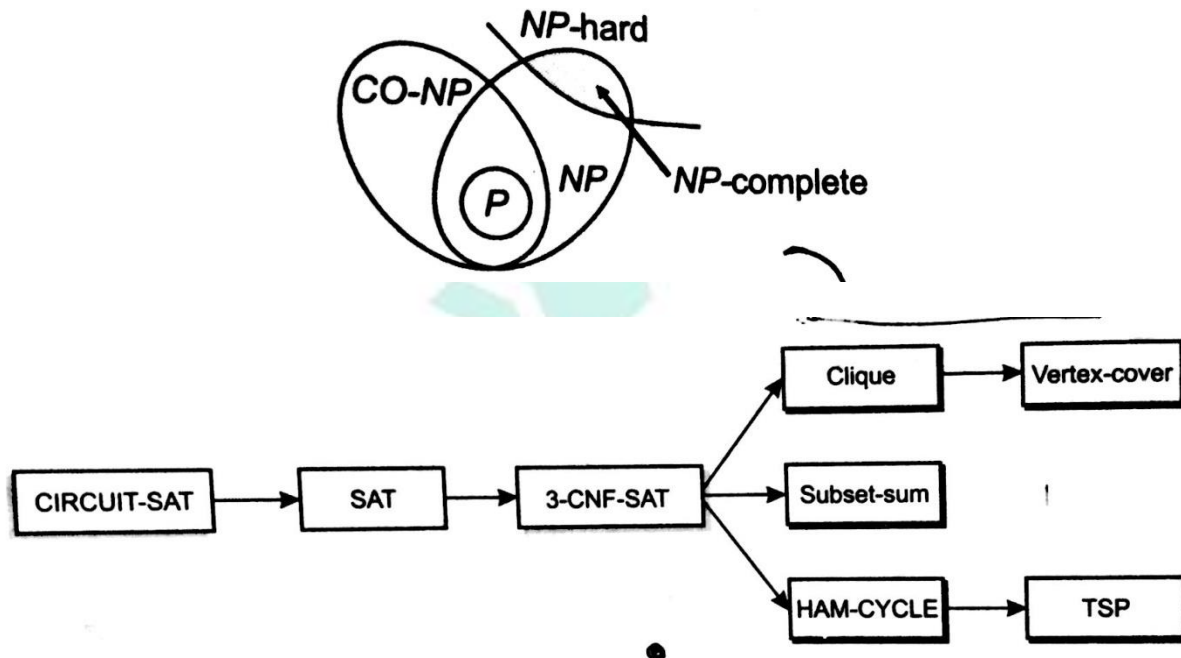 NP-hard
CO-NP
NP
P
NP-complete
Clique
Vertex-cover
CIRCUIT-SAT
SAT
3-CNF-SAT
Subset-sum
HAM-CYCLE
TSP